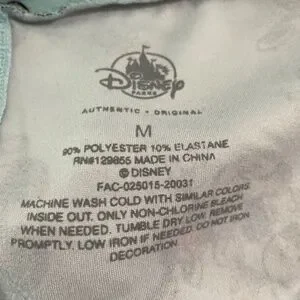 Disney
PARKS
AUTHENTIC • ORIGINAL
M
90% POLYESTER 10% ELASTANE
RN#129855 MADE IN CHINA
© DISNEY
FAC-025015-20031
MACHINE WASH COLD WITH SIMILAR COLORS
INSIDE OUT. ONLY NON-CHLORINE BLEACH
WHEN NEEDED. TUMBLE DRY LOW. REMOVE
PROMPTLY. LOW IRON IF NEEDED. DO NOT IRON
DECORATION